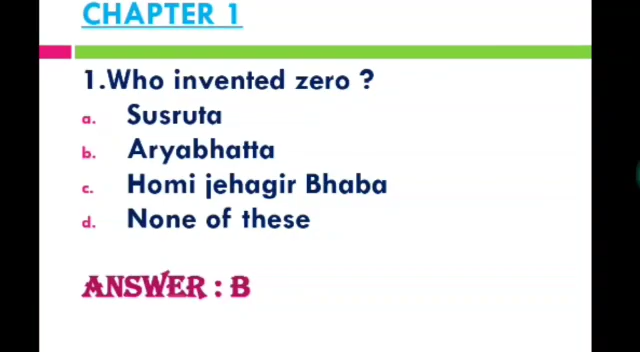 CHAPTER 1
1.Who invented zero ?
a. Susruta
b. Aryabhatta
c. Homi jehagir Bhaba
d. None of these
ANSWER : B